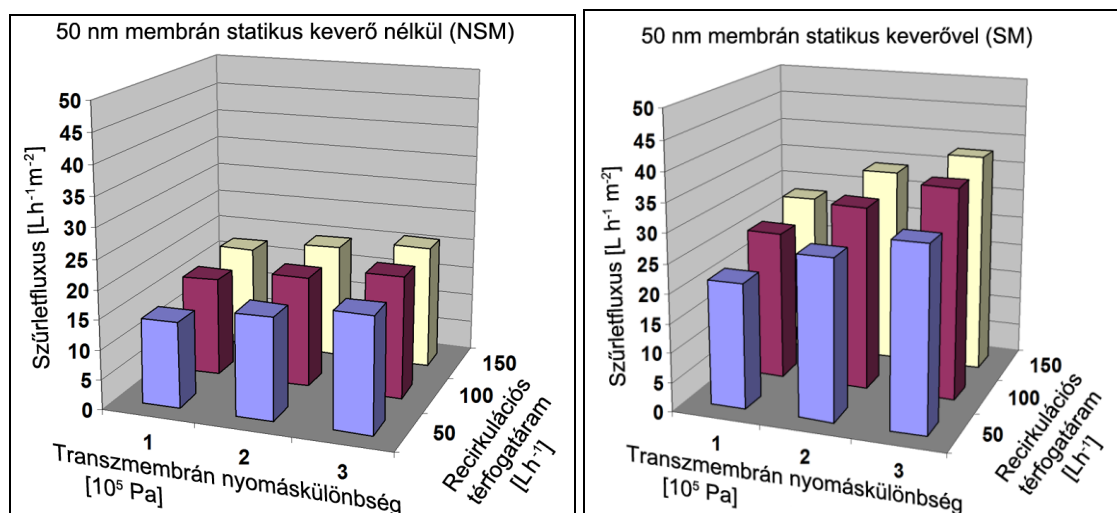 50 nm membrán statikus keverő nélkül (NSM)
50
45
40
35
30
25
20
15
10
5
0
Szűrletfluxus [Lh⁻¹m⁻²]
1
2
3
Transzmembrán nyomáskülönbség
[10⁵ Pa]
50
100
150
Recirkulációs
térfogatáram
[Lh⁻¹]
50 nm membrán statikus keverővel (SM)
50
45
40
35
30
25
20
15
10
5
0
Szűrletfluxus [L h⁻¹ m⁻²]
1
2
3
Transzmembrán nyomáskülönbség
[10⁵ Pa]
50
100
150
Recirkulációs
térfogatáram
[Lh⁻¹]